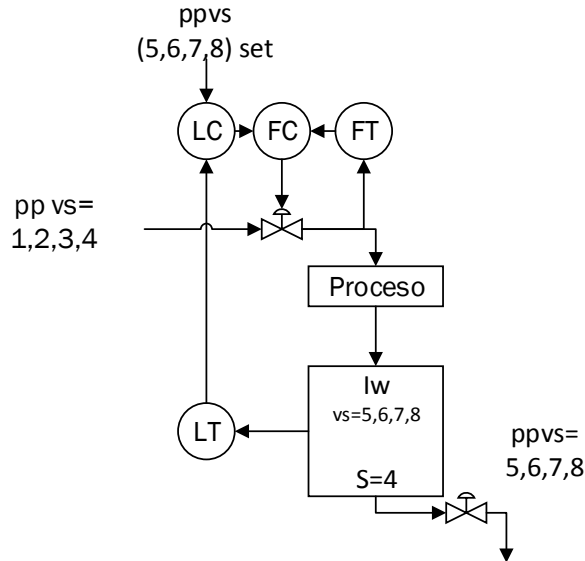 ppvs
(5,6,7,8) set
LC
FC
FT
pp vs=
1,2,3,4
Proceso
Iw
vs=5,6,7,8
LT
S=4
ppvs=
5,6,7,8